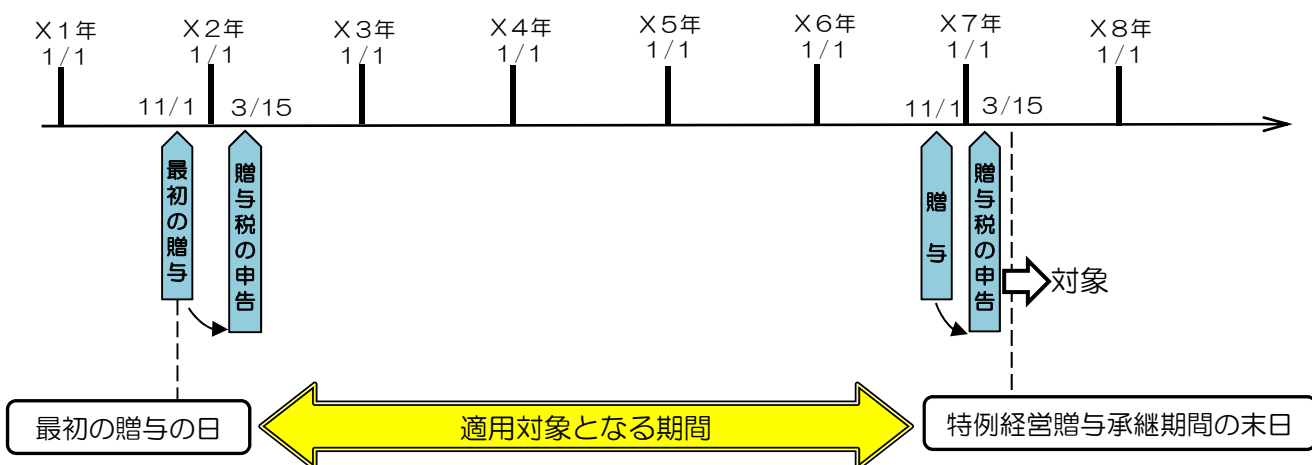 X1年
1/1
X2年
1/1
X3年
1/1
X4年
1/1
X5年
1/1
X6年
1/1
X7年
1/1
X8年
1/1
11/1
3/15
11/1
3/15
最初の贈与
贈与税の申告
贈与
贈与税の申告
対象
最初の贈与の日
適用対象となる期間
特例経営贈与承継期間の末日